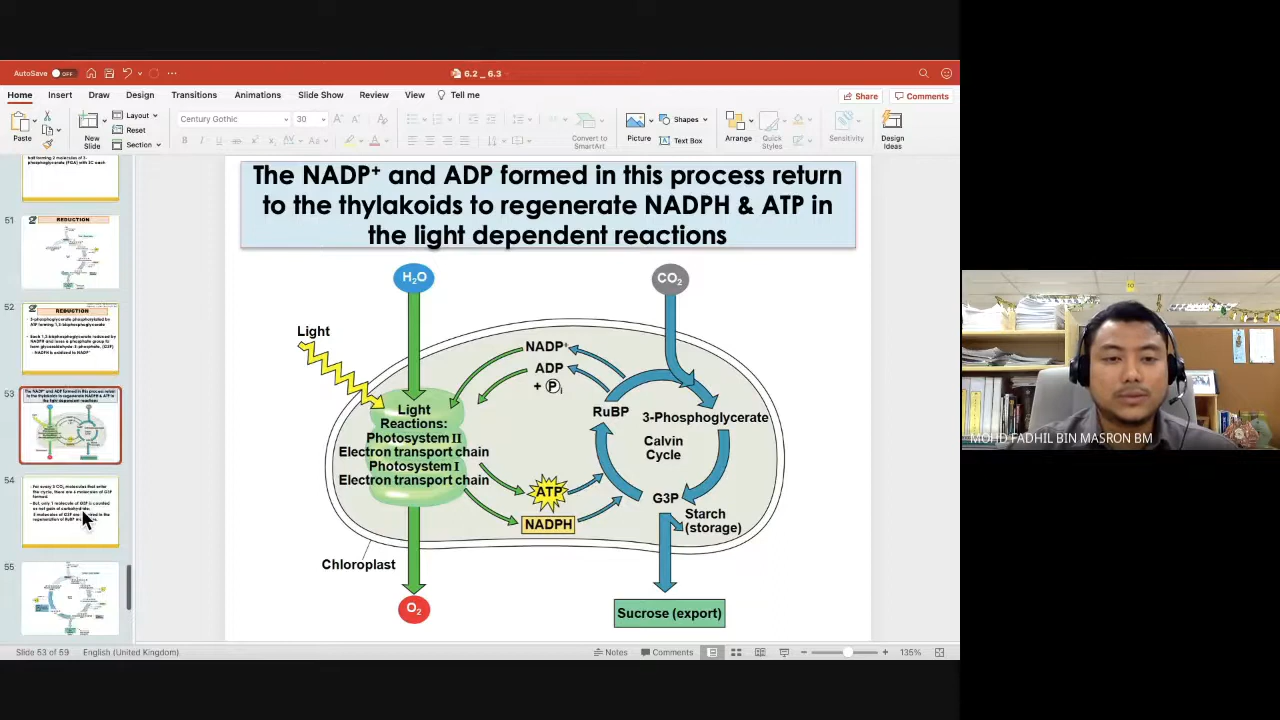 AutoSave OFF
6.2 _ 6.3
Home Insert Draw Design Transitions Animations Slide Show Review View Tell me
Share Comments
Paste
New Slide
Layout
Reset
Section
Century Gothic 30
Convert to SmartArt
Picture
Shapes
Text Box
Arrange
Quick Styles
Sensitivity
Design Ideas
51
REDUCTION
52
REDUCTION
53
54
55
The NADP⁺ and ADP formed in this process return
to the thylakoids to regenerate NADPH & ATP in
the light dependent reactions
H₂O
CO₂
Light
NADP⁺
ADP
+ Ⓟi
Light
Reactions:
Photosystem II
Electron transport chain
Photosystem I
Electron transport chain
RuBP
3-Phosphoglycerate
Calvin
Cycle
ATP
NADPH
G3P
Starch
(storage)
Chloroplast
O₂
Sucrose (export)
MOHD FADHIL BIN MASRON BM
Slide 53 of 59 English (United Kingdom)
Notes Comments 135%